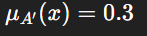 μ_{A'}(x) = 0.3